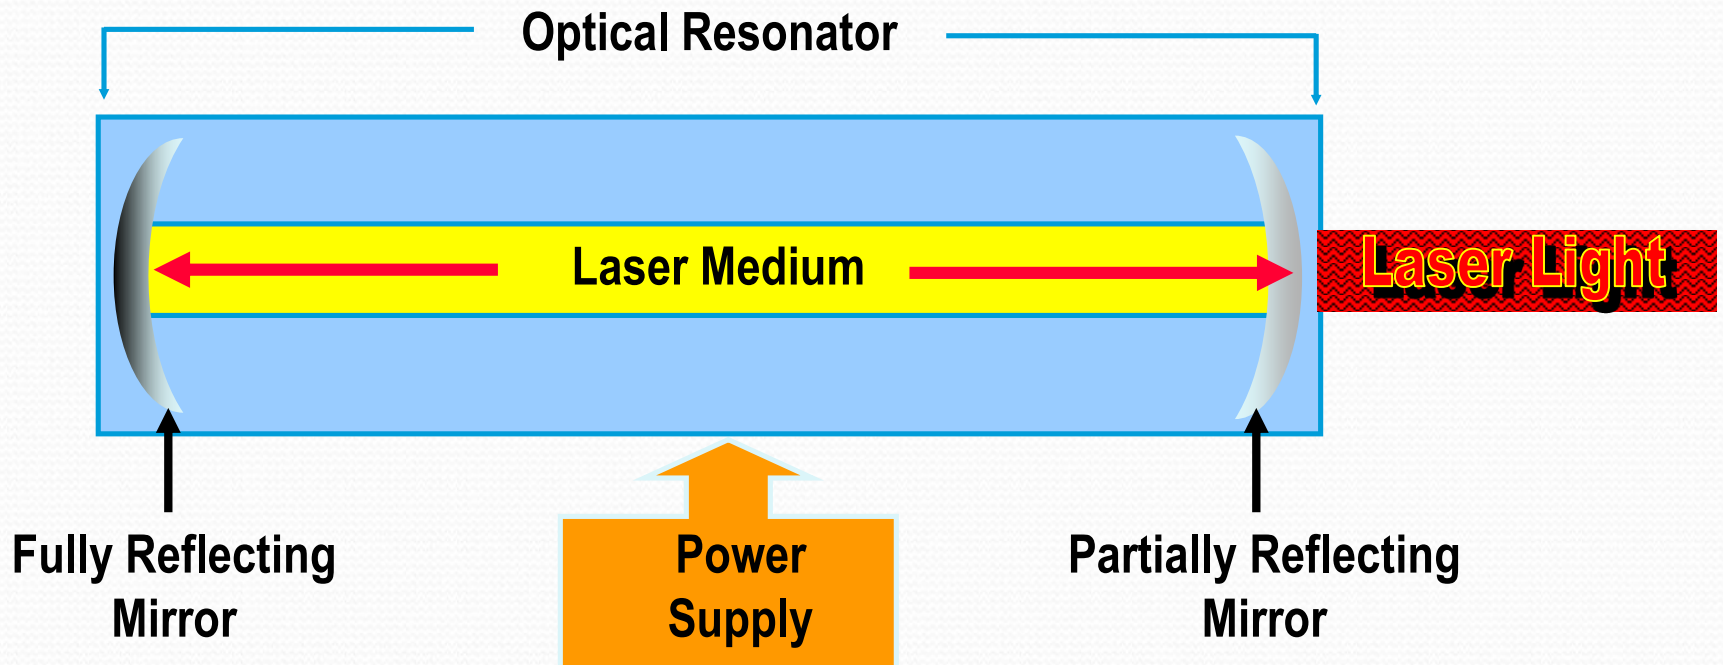 Optical Resonator
Laser Medium
Laser Light
Fully Reflecting
Mirror
Power
Supply
Partially Reflecting
Mirror